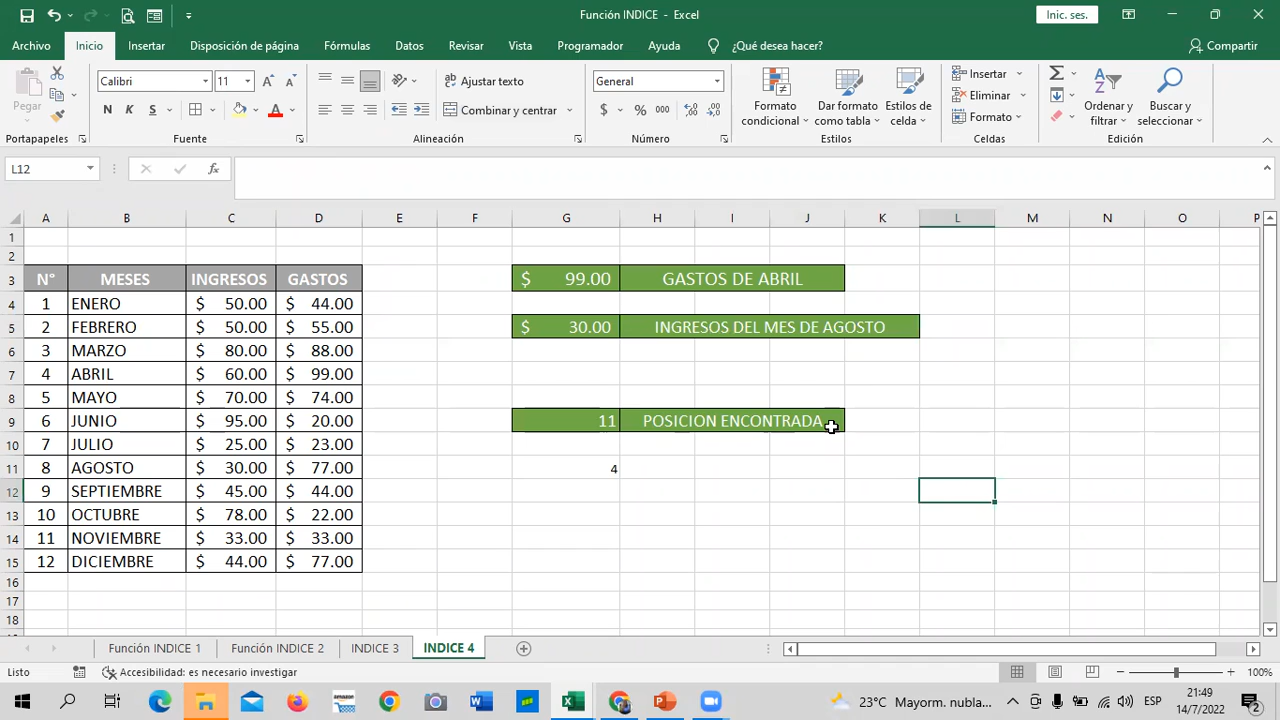 Función INDICE - Excel
Inic. ses.
Archivo Inicio Insertar Disposición de página Fórmulas Datos Revisar Vista Programador Ayuda ¿Qué desea hacer? Compartir
Pegar
Calibri 11
N K S
Ajustar texto
Combinar y centrar
General
$ % 000
Formato condicional
Dar formato como tabla
Estilos de celda
Insertar
Eliminar
Formato
Ordenar y filtrar
Buscar y seleccionar
Portapapeles Fuente Alineación Número Estilos Celdas Edición
L12 fx
A B C D E F G H I J K L M N O P
1
2
3 N° MESES INGRESOS GASTOS $ 99.00 GASTOS DE ABRIL
4 1 ENERO $ 50.00 $ 44.00
5 2 FEBRERO $ 50.00 $ 55.00 $ 30.00 INGRESOS DEL MES DE AGOSTO
6 3 MARZO $ 80.00 $ 88.00
7 4 ABRIL $ 60.00 $ 99.00
8 5 MAYO $ 70.00 $ 74.00
9 6 JUNIO $ 95.00 $ 20.00 11 POSICION ENCONTRADA
10 7 JULIO $ 25.00 $ 23.00
11 8 AGOSTO $ 30.00 $ 77.00 4
12 9 SEPTIEMBRE $ 45.00 $ 44.00
13 10 OCTUBRE $ 78.00 $ 22.00
14 11 NOVIEMBRE $ 33.00 $ 33.00
15 12 DICIEMBRE $ 44.00 $ 77.00
16
17
18
Función INDICE 1 Función INDICE 2 INDICE 3 INDICE 4
Listo Accesibilidad: es necesario investigar 100%
23°C Mayorm. nubla... ESP 21:49
14/7/2022 2